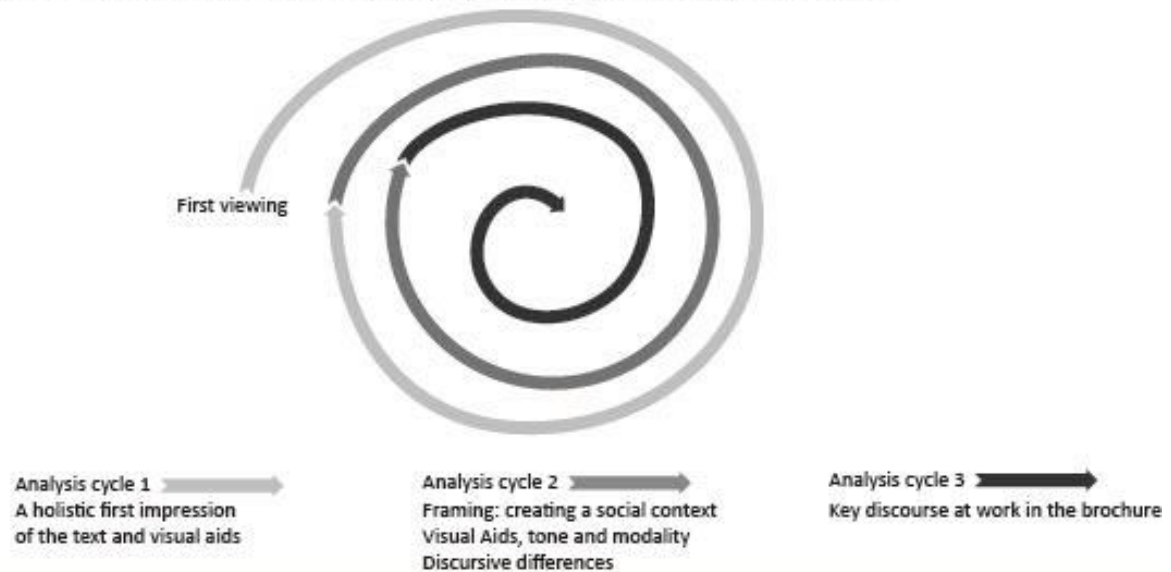 First viewing
Analysis cycle 1
A holistic first impression
of the text and visual aids
Analysis cycle 2
Framing: creating a social context
Visual Aids, tone and modality
Discursive differences
Analysis cycle 3
Key discourse at work in the brochure